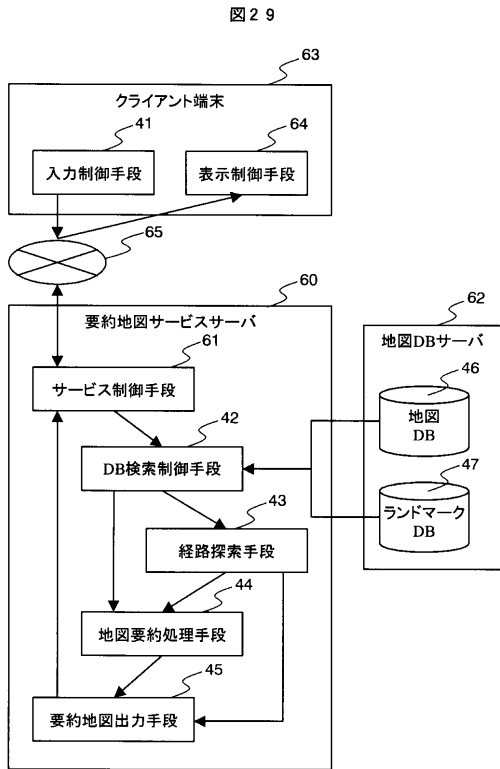 図２９
63
クライアント端末
41
64
入力制御手段
表示制御手段
65
60
要約地図サービスサーバ
62
地図DBサーバ
61
サービス制御手段
46
地図
DB
42
DB検索制御手段
47
ランドマーク
DB
43
経路探索手段
44
地図要約処理手段
45
要約地図出力手段